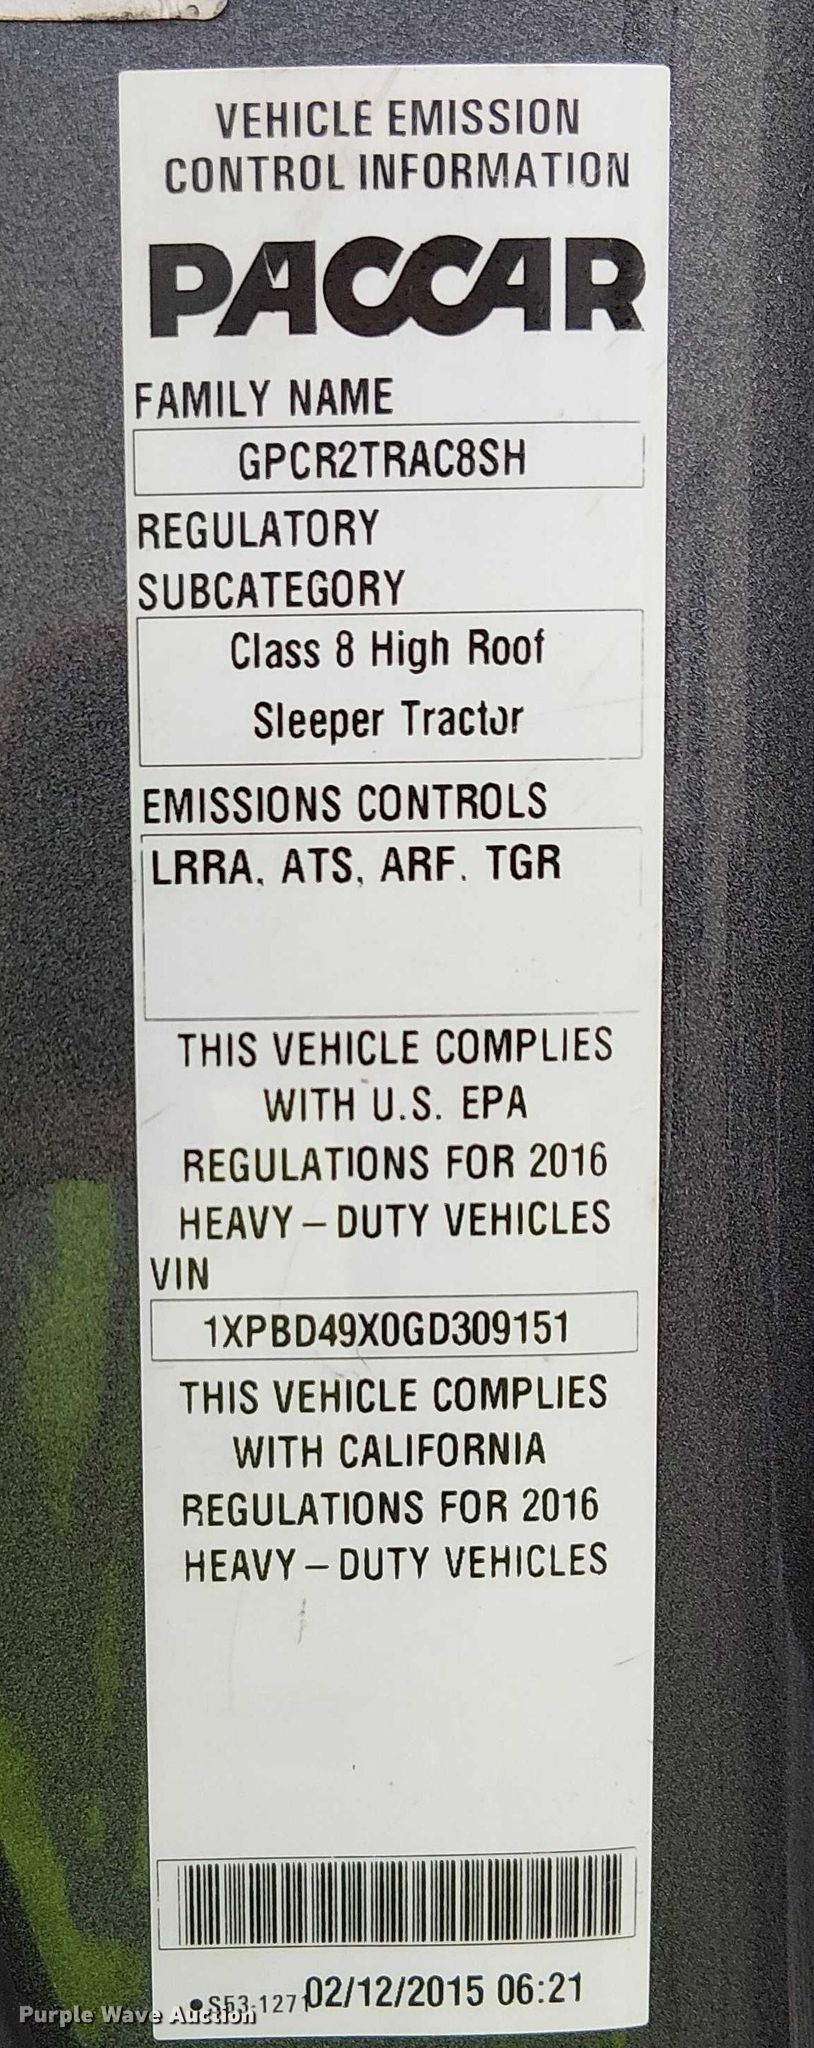 VEHICLE EMISSION
CONTROL INFORMATION
PACCAR
FAMILY NAME
GPCR2TRAC8SH
REGULATORY
SUBCATEGORY
Class 8 High Roof
Sleeper Tractor
EMISSIONS CONTROLS
LRRA, ATS, ARF, TGR
THIS VEHICLE COMPLIES
WITH U.S. EPA
REGULATIONS FOR 2016
HEAVY – DUTY VEHICLES
VIN
1XPBD49X0GD309151
THIS VEHICLE COMPLIES
WITH CALIFORNIA
REGULATIONS FOR 2016
HEAVY – DUTY VEHICLES
S53-1271 02/12/2015 06:21
Purple Wave Auction